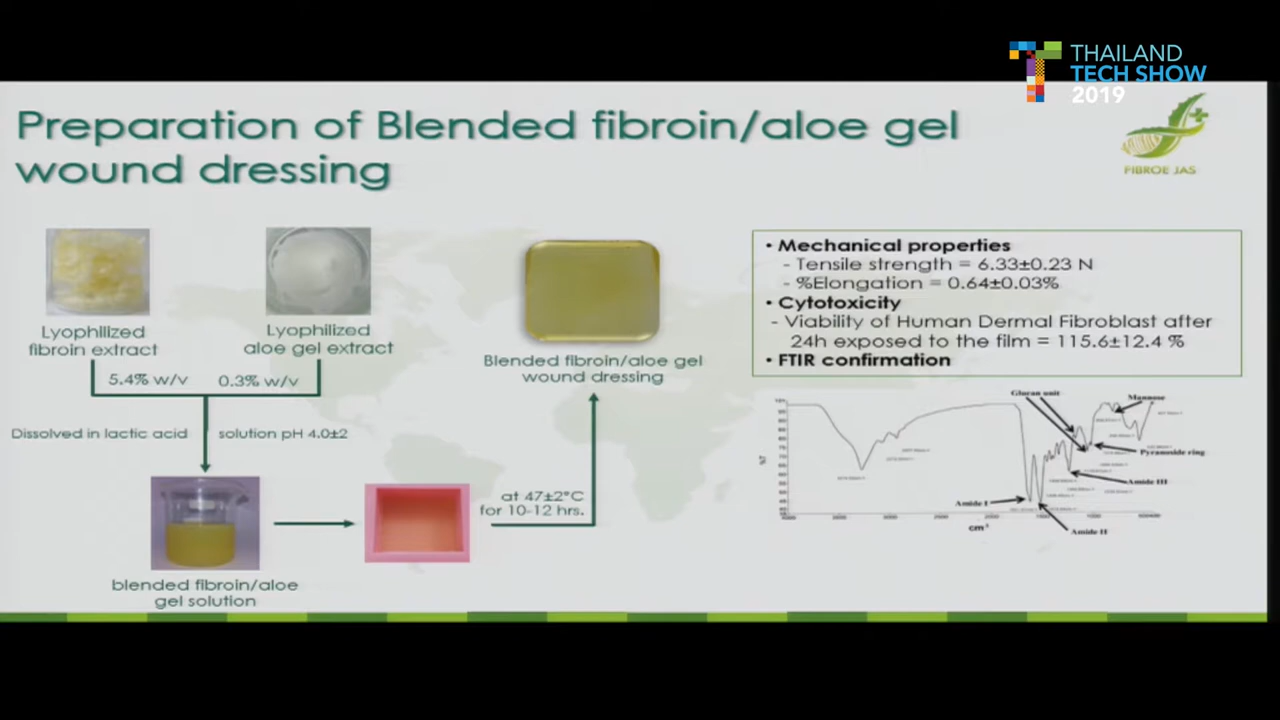 THAILAND
TECH SHOW
2019
Preparation of Blended fibroin/aloe gel
wound dressing
FIBROE JAS
Lyophilized
fibroin extract
Lyophilized
aloe gel extract
5.4% w/v
0.3% w/v
Dissolved in lactic acid
solution pH 4.0±2
blended fibroin/aloe
gel solution
at 47±2°C
for 10-12 hrs.
Blended fibroin/aloe gel
wound dressing
• Mechanical properties
- Tensile strength = 6.33±0.23 N
- %Elongation = 0.64±0.03%
• Cytotoxicity
- Viability of Human Dermal Fibroblast after
24h exposed to the film = 115.6±12.4 %
• FTIR confirmation
Glucan unit
Mannose
Pyranoside ring
Amide III
Amide I
Amide II
%T